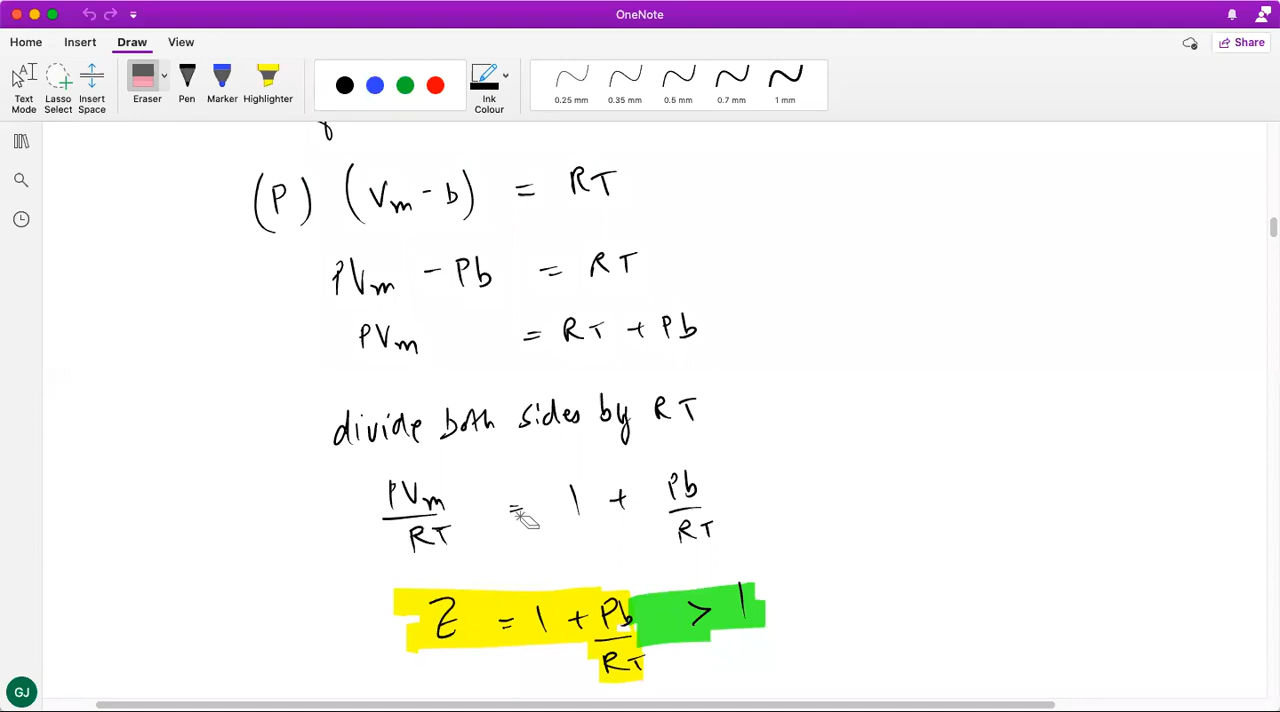 OneNote
Home Insert Draw View
Share
Text Mode
Lasso Select
Insert Space
Eraser
Pen
Marker
Highlighter
Ink Colour
0.25 mm
0.35 mm
0.5 mm
0.7 mm
1 mm
(P) (Vm - b) = RT
PVm - Pb = RT
PVm = RT + Pb
divide both sides by RT
PVm/RT = 1 + Pb/RT
Z = 1 + Pb/RT > 1
GJ